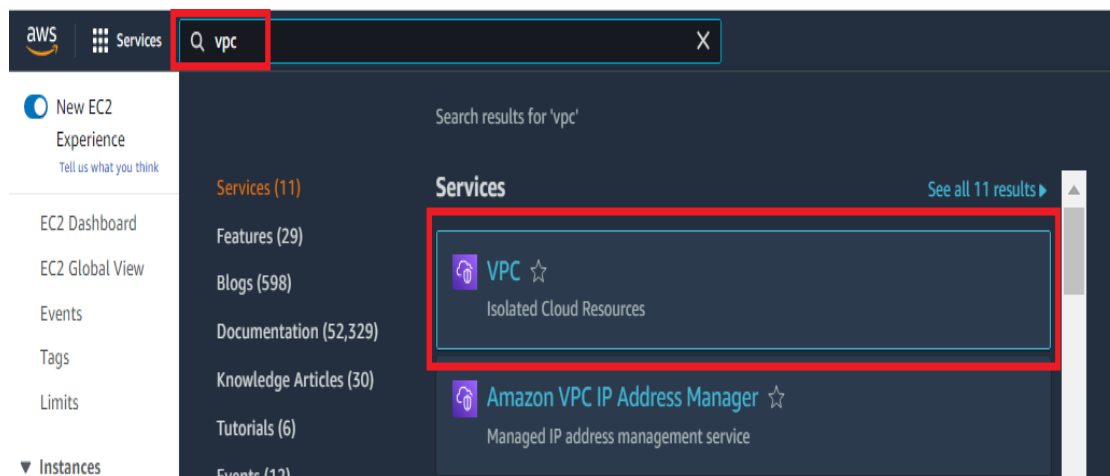 aws
Services
vpc
New EC2
Experience
Tell us what you think
EC2 Dashboard
EC2 Global View
Events
Tags
Limits
Instances
Services (11)
Features (29)
Blogs (598)
Documentation (52,329)
Knowledge Articles (30)
Tutorials (6)
Events (12)
Search results for 'vpc'
Services
See all 11 results
VPC
Isolated Cloud Resources
Amazon VPC IP Address Manager
Managed IP address management service